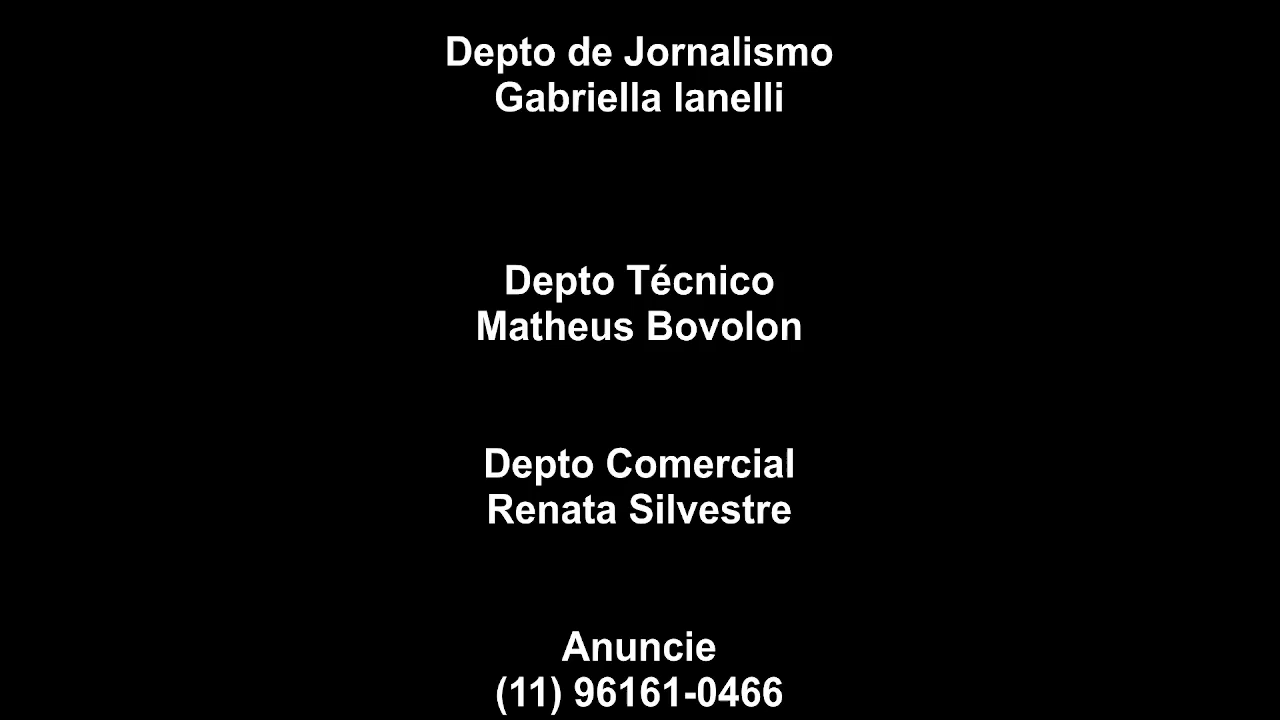 Depto de Jornalismo
Gabriella Ianelli
Depto Técnico
Matheus Bovolon
Depto Comercial
Renata Silvestre
Anuncie
(11) 96161-0466